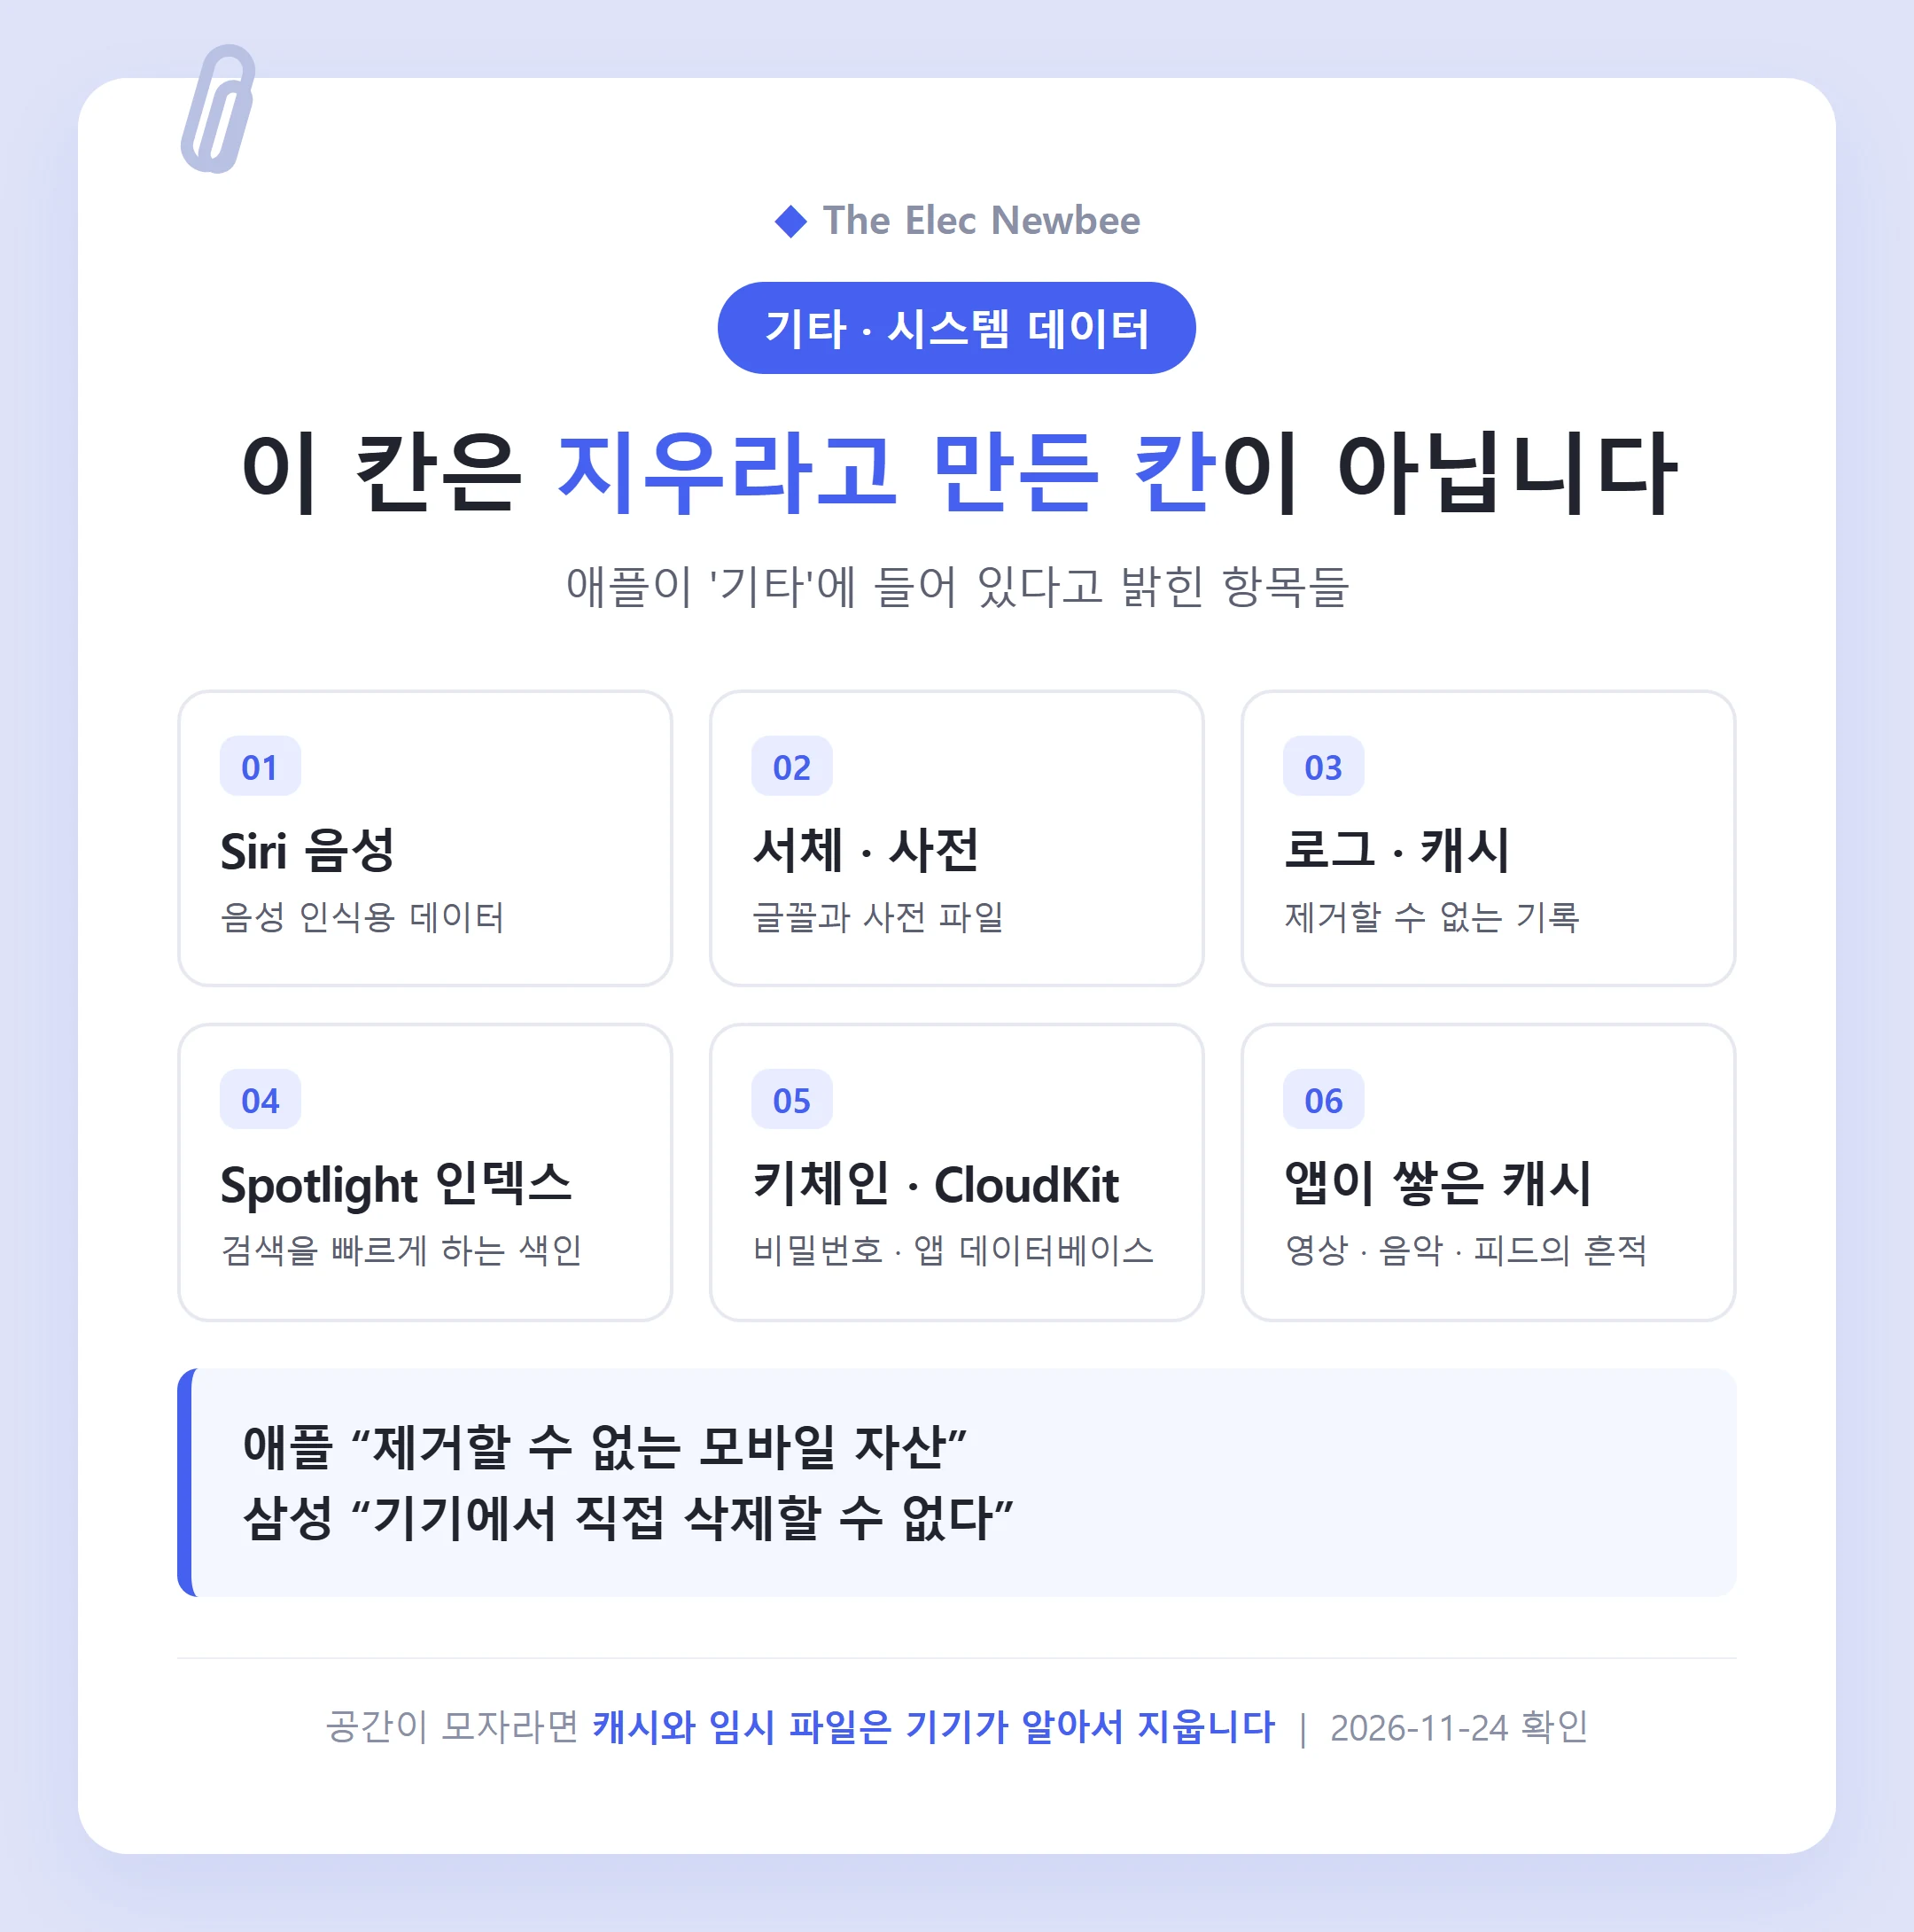 The Elec Newbee
기타 · 시스템 데이터
이 칸은 지우라고 만든 칸이 아닙니다
애플이 '기타'에 들어 있다고 밝힌 항목들
01
Siri 음성
음성 인식용 데이터
02
서체 · 사전
글꼴과 사전 파일
03
로그 · 캐시
제거할 수 없는 기록
04
Spotlight 인덱스
검색을 빠르게 하는 색인
05
키체인 · CloudKit
비밀번호 · 앱 데이터베이스
06
앱이 쌓은 캐시
영상 · 음악 · 피드의 흔적
애플 “제거할 수 없는 모바일 자산”
삼성 “기기에서 직접 삭제할 수 없다”
공간이 모자라면 캐시와 임시 파일은 기기가 알아서 지웁니다 | 2026-11-24 확인